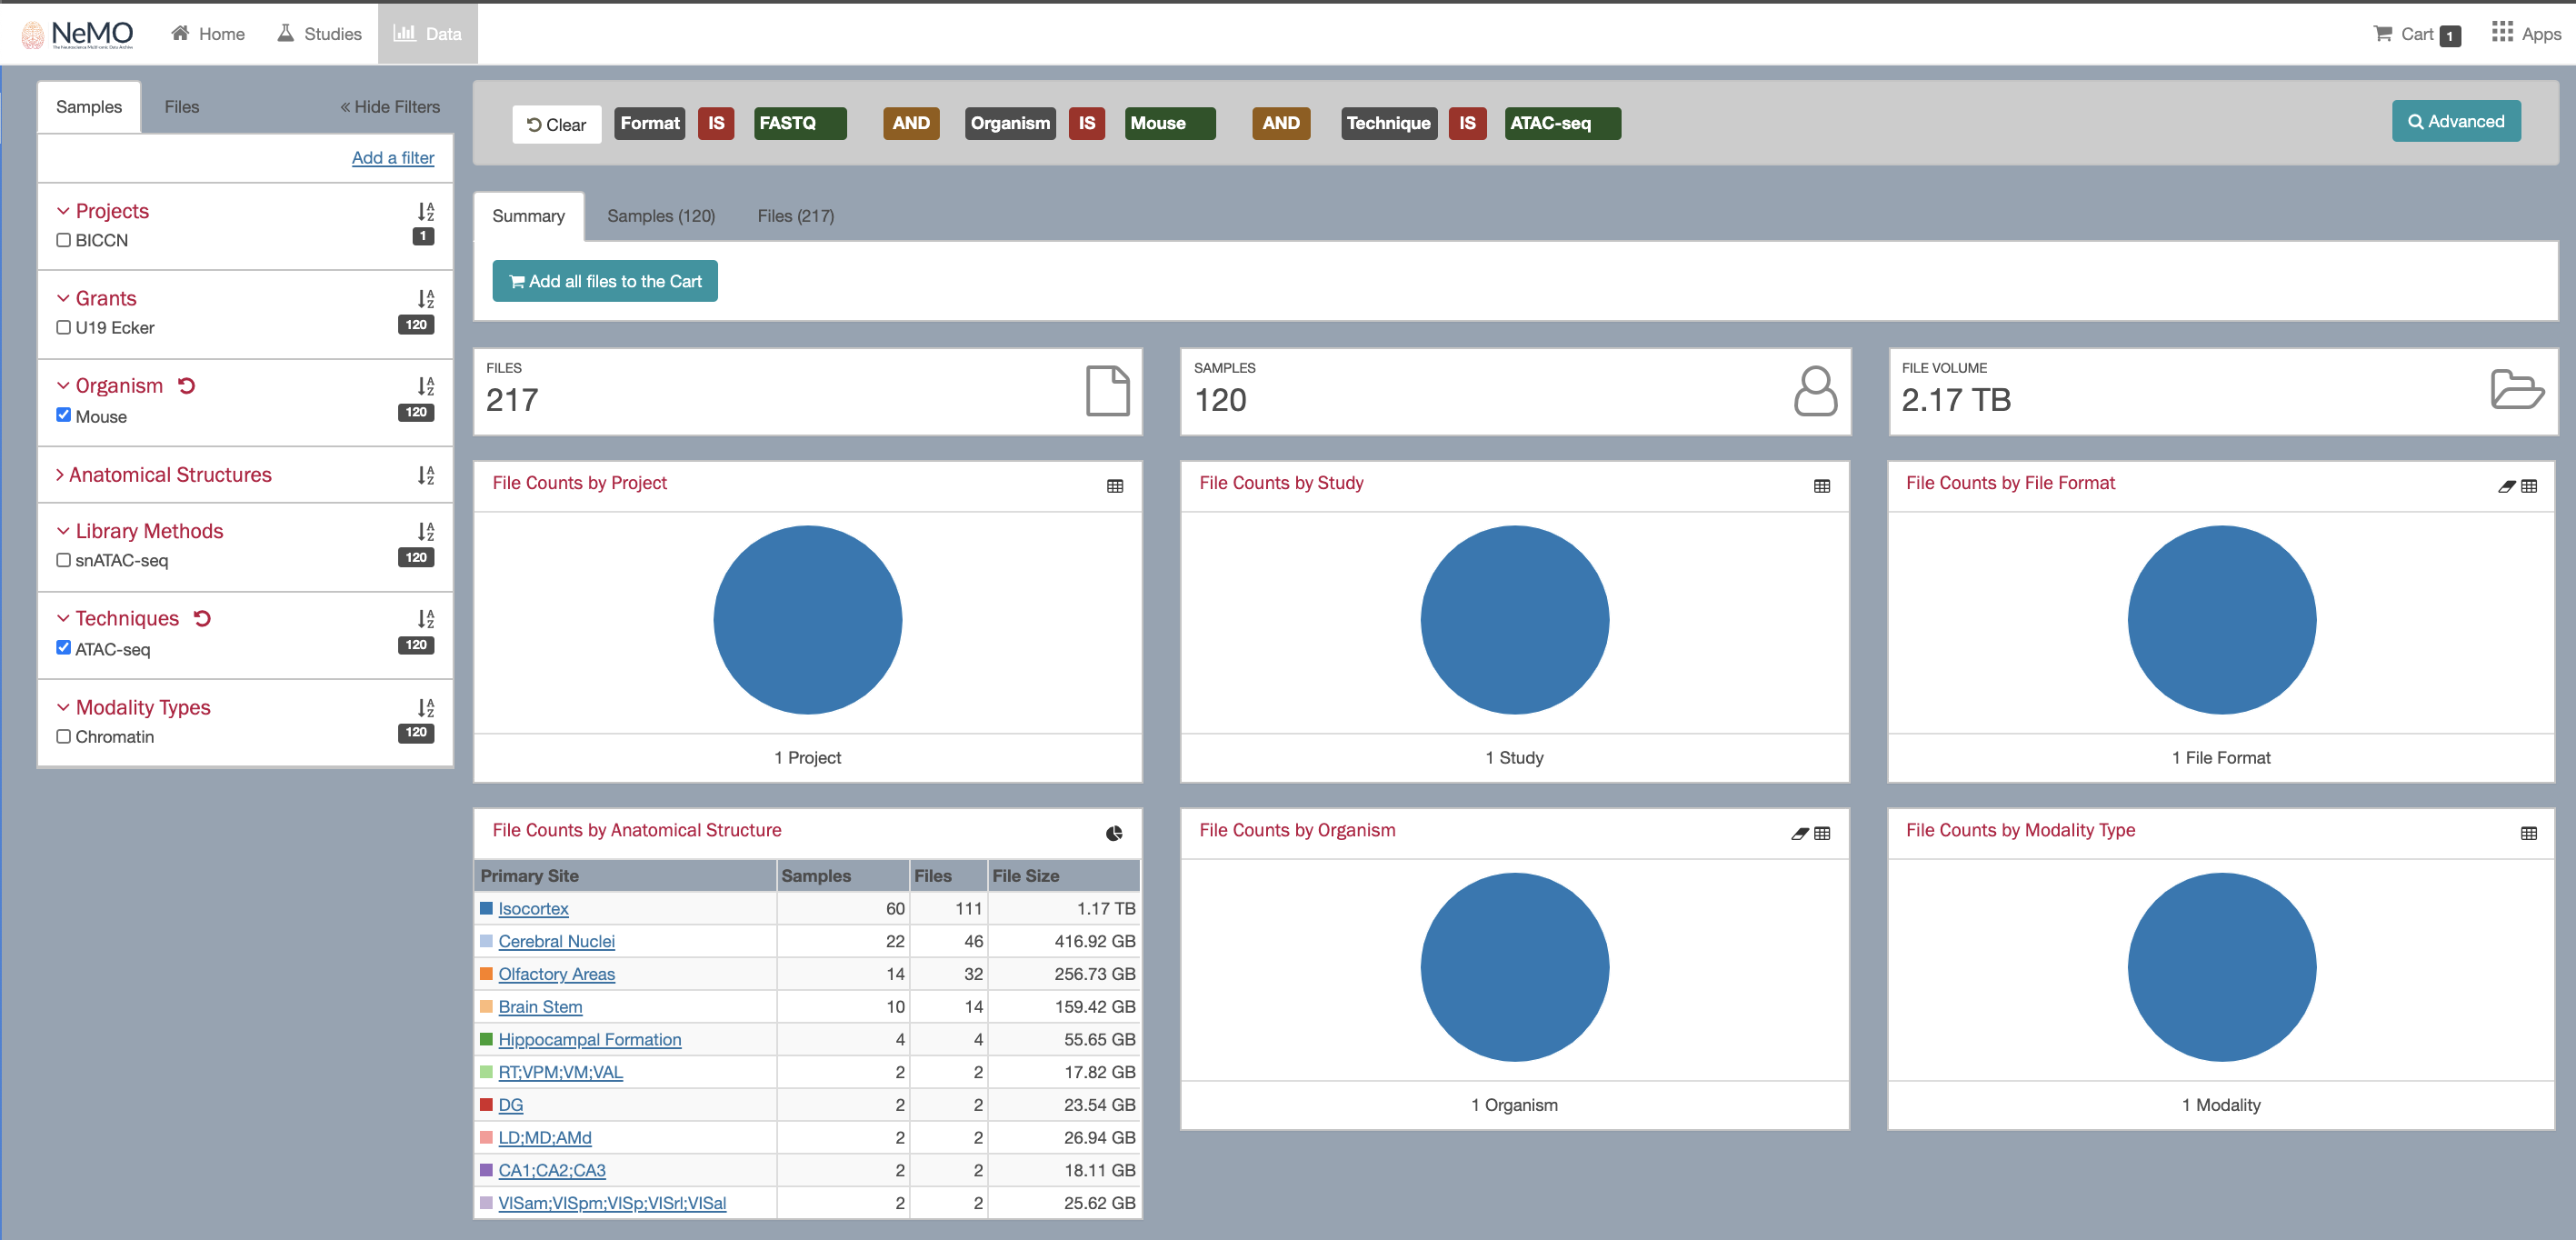 NeMO
The Neuroscience Multi-omic Data Archive
Home
Studies
Data
Cart 1
Apps
Samples
Files
« Hide Filters
Add a filter
Projects
BICCN 1
Grants
U19 Ecker 120
Organism
Mouse 120
Anatomical Structures
Library Methods
snATAC-seq 120
Techniques
ATAC-seq 120
Modality Types
Chromatin 120
Clear Format IS FASTQ AND Organism IS Mouse AND Technique IS ATAC-seq
Advanced
Summary Samples (120) Files (217)
Add all files to the Cart
FILES
217
SAMPLES
120
FILE VOLUME
2.17 TB
File Counts by Project
1 Project
File Counts by Study
1 Study
File Counts by File Format
1 File Format
File Counts by Anatomical Structure
Primary Site Samples Files File Size
Isocortex 60 111 1.17 TB
Cerebral Nuclei 22 46 416.92 GB
Olfactory Areas 14 32 256.73 GB
Brain Stem 10 14 159.42 GB
Hippocampal Formation 4 4 55.65 GB
RT;VPM;VM;VAL 2 2 17.82 GB
DG 2 2 23.54 GB
LD;MD;AMd 2 2 26.94 GB
CA1;CA2;CA3 2 2 18.11 GB
VISam;VISpm;VISp;VISrl;VISal 2 2 25.62 GB
File Counts by Organism
1 Organism
File Counts by Modality Type
1 Modality